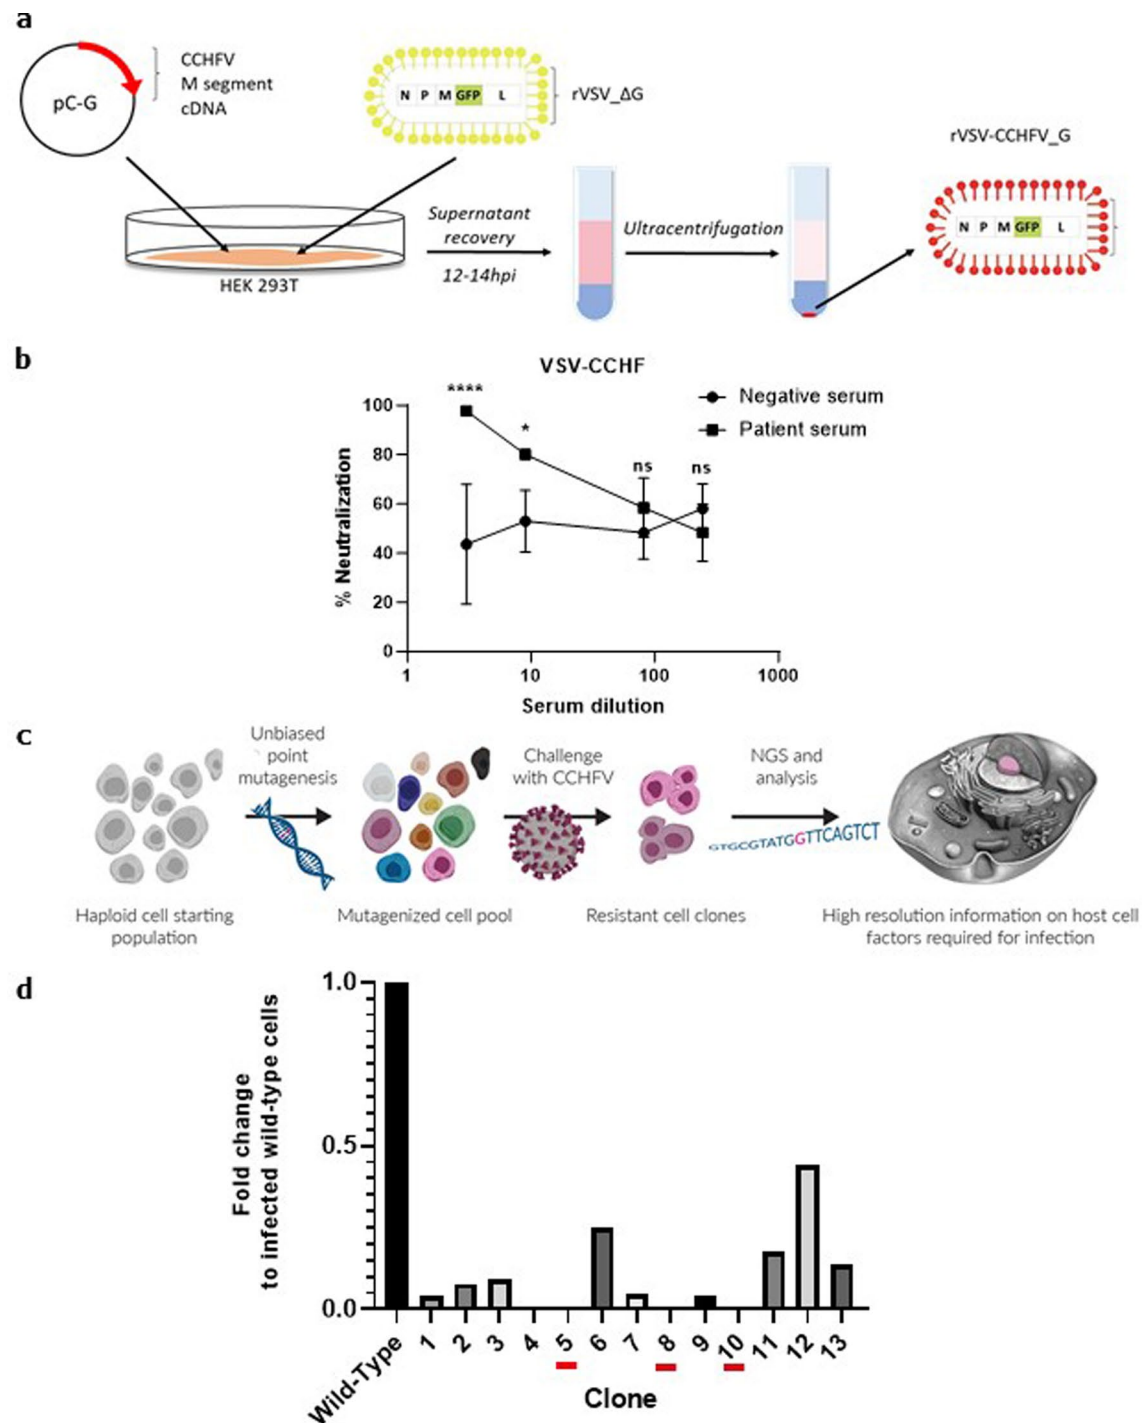 a
pC-G
CCHFV
M segment
cDNA
N P M GFP L
rVSV_ΔG
rVSV-CCHFV_G
N P M GFP L
HEK 293T
Supernatant
recovery
12-14hpi
Ultracentrifugation
b
VSV-CCHF
Negative serum
Patient serum
****
*
ns
ns
% Neutralization
100
80
60
40
20
0
1
10
100
1000
Serum dilution
c
Unbiased
point
mutagenesis
Challenge
with CCHFV
NGS and
analysis
GTGCGTATGGTTCAGTCT
Haploid cell starting
population
Mutagenized cell pool
Resistant cell clones
High resolution information on host cell
factors required for infection
d
Fold change
to infected wild-type cells
1.0
0.5
0.0
Wild-Type
1
2
3
4
5
6
7
8
9
10
11
12
13
Clone